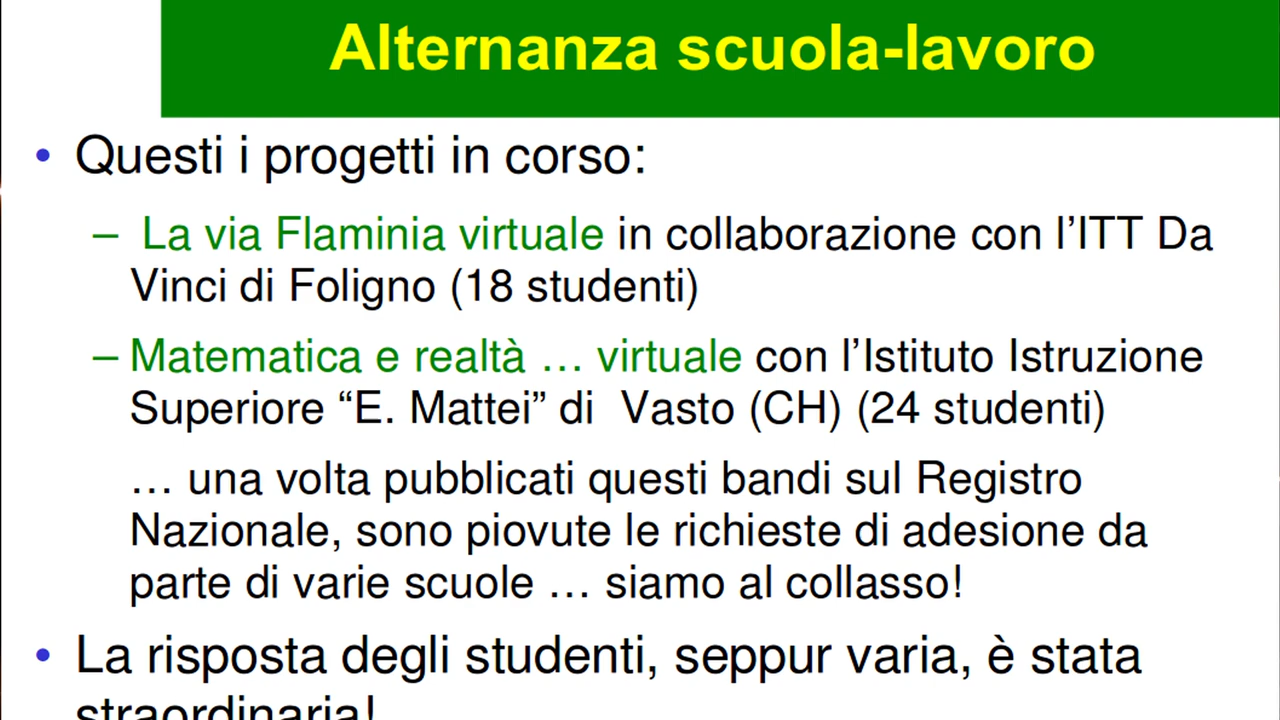 Alternanza scuola-lavoro
• Questi i progetti in corso:
– La via Flaminia virtuale in collaborazione con l’ITT Da
Vinci di Foligno (18 studenti)
– Matematica e realtà … virtuale con l’Istituto Istruzione
Superiore “E. Mattei” di Vasto (CH) (24 studenti)
… una volta pubblicati questi bandi sul Registro
Nazionale, sono piovute le richieste di adesione da
parte di varie scuole … siamo al collasso!
• La risposta degli studenti, seppur varia, è stata
straordinaria!